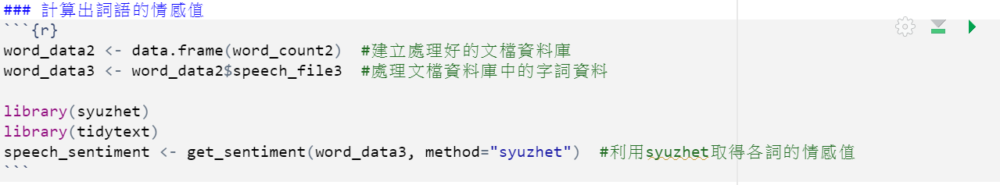 ### 計算出詞語的情感值
```{r}
word_data2 <- data.frame(word_count2)  #建立處理好的文檔資料庫
word_data3 <- word_data2$speech_file3  #處理文檔資料庫中的字詞資料
library(syuzhet)
library(tidytext)
speech_sentiment <- get_sentiment(word_data3, method="syuzhet")  #利用syuzhet取得各詞的情感值
```